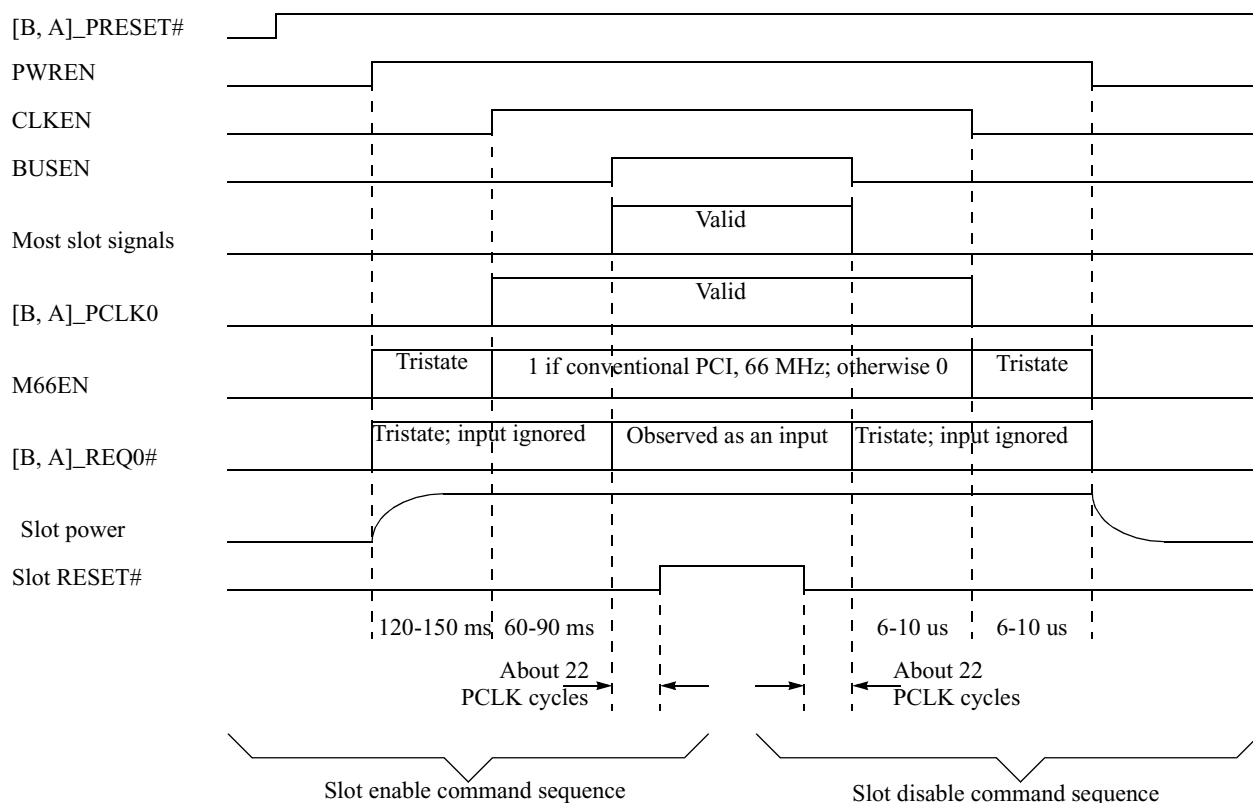 [B, A]_PRESET#
PWREN
CLKEN
BUSEN
Most slot signals
Valid
[B, A]_PCLK0
Valid
M66EN
Tristate
1 if conventional PCI, 66 MHz; otherwise 0
Tristate
[B, A]_REQ0#
Tristate; input ignored
Observed as an input
Tristate; input ignored
Slot power
Slot RESET#
120-150 ms
60-90 ms
6-10 us
6-10 us
About 22
PCLK cycles
About 22
PCLK cycles
Slot enable command sequence
Slot disable command sequence